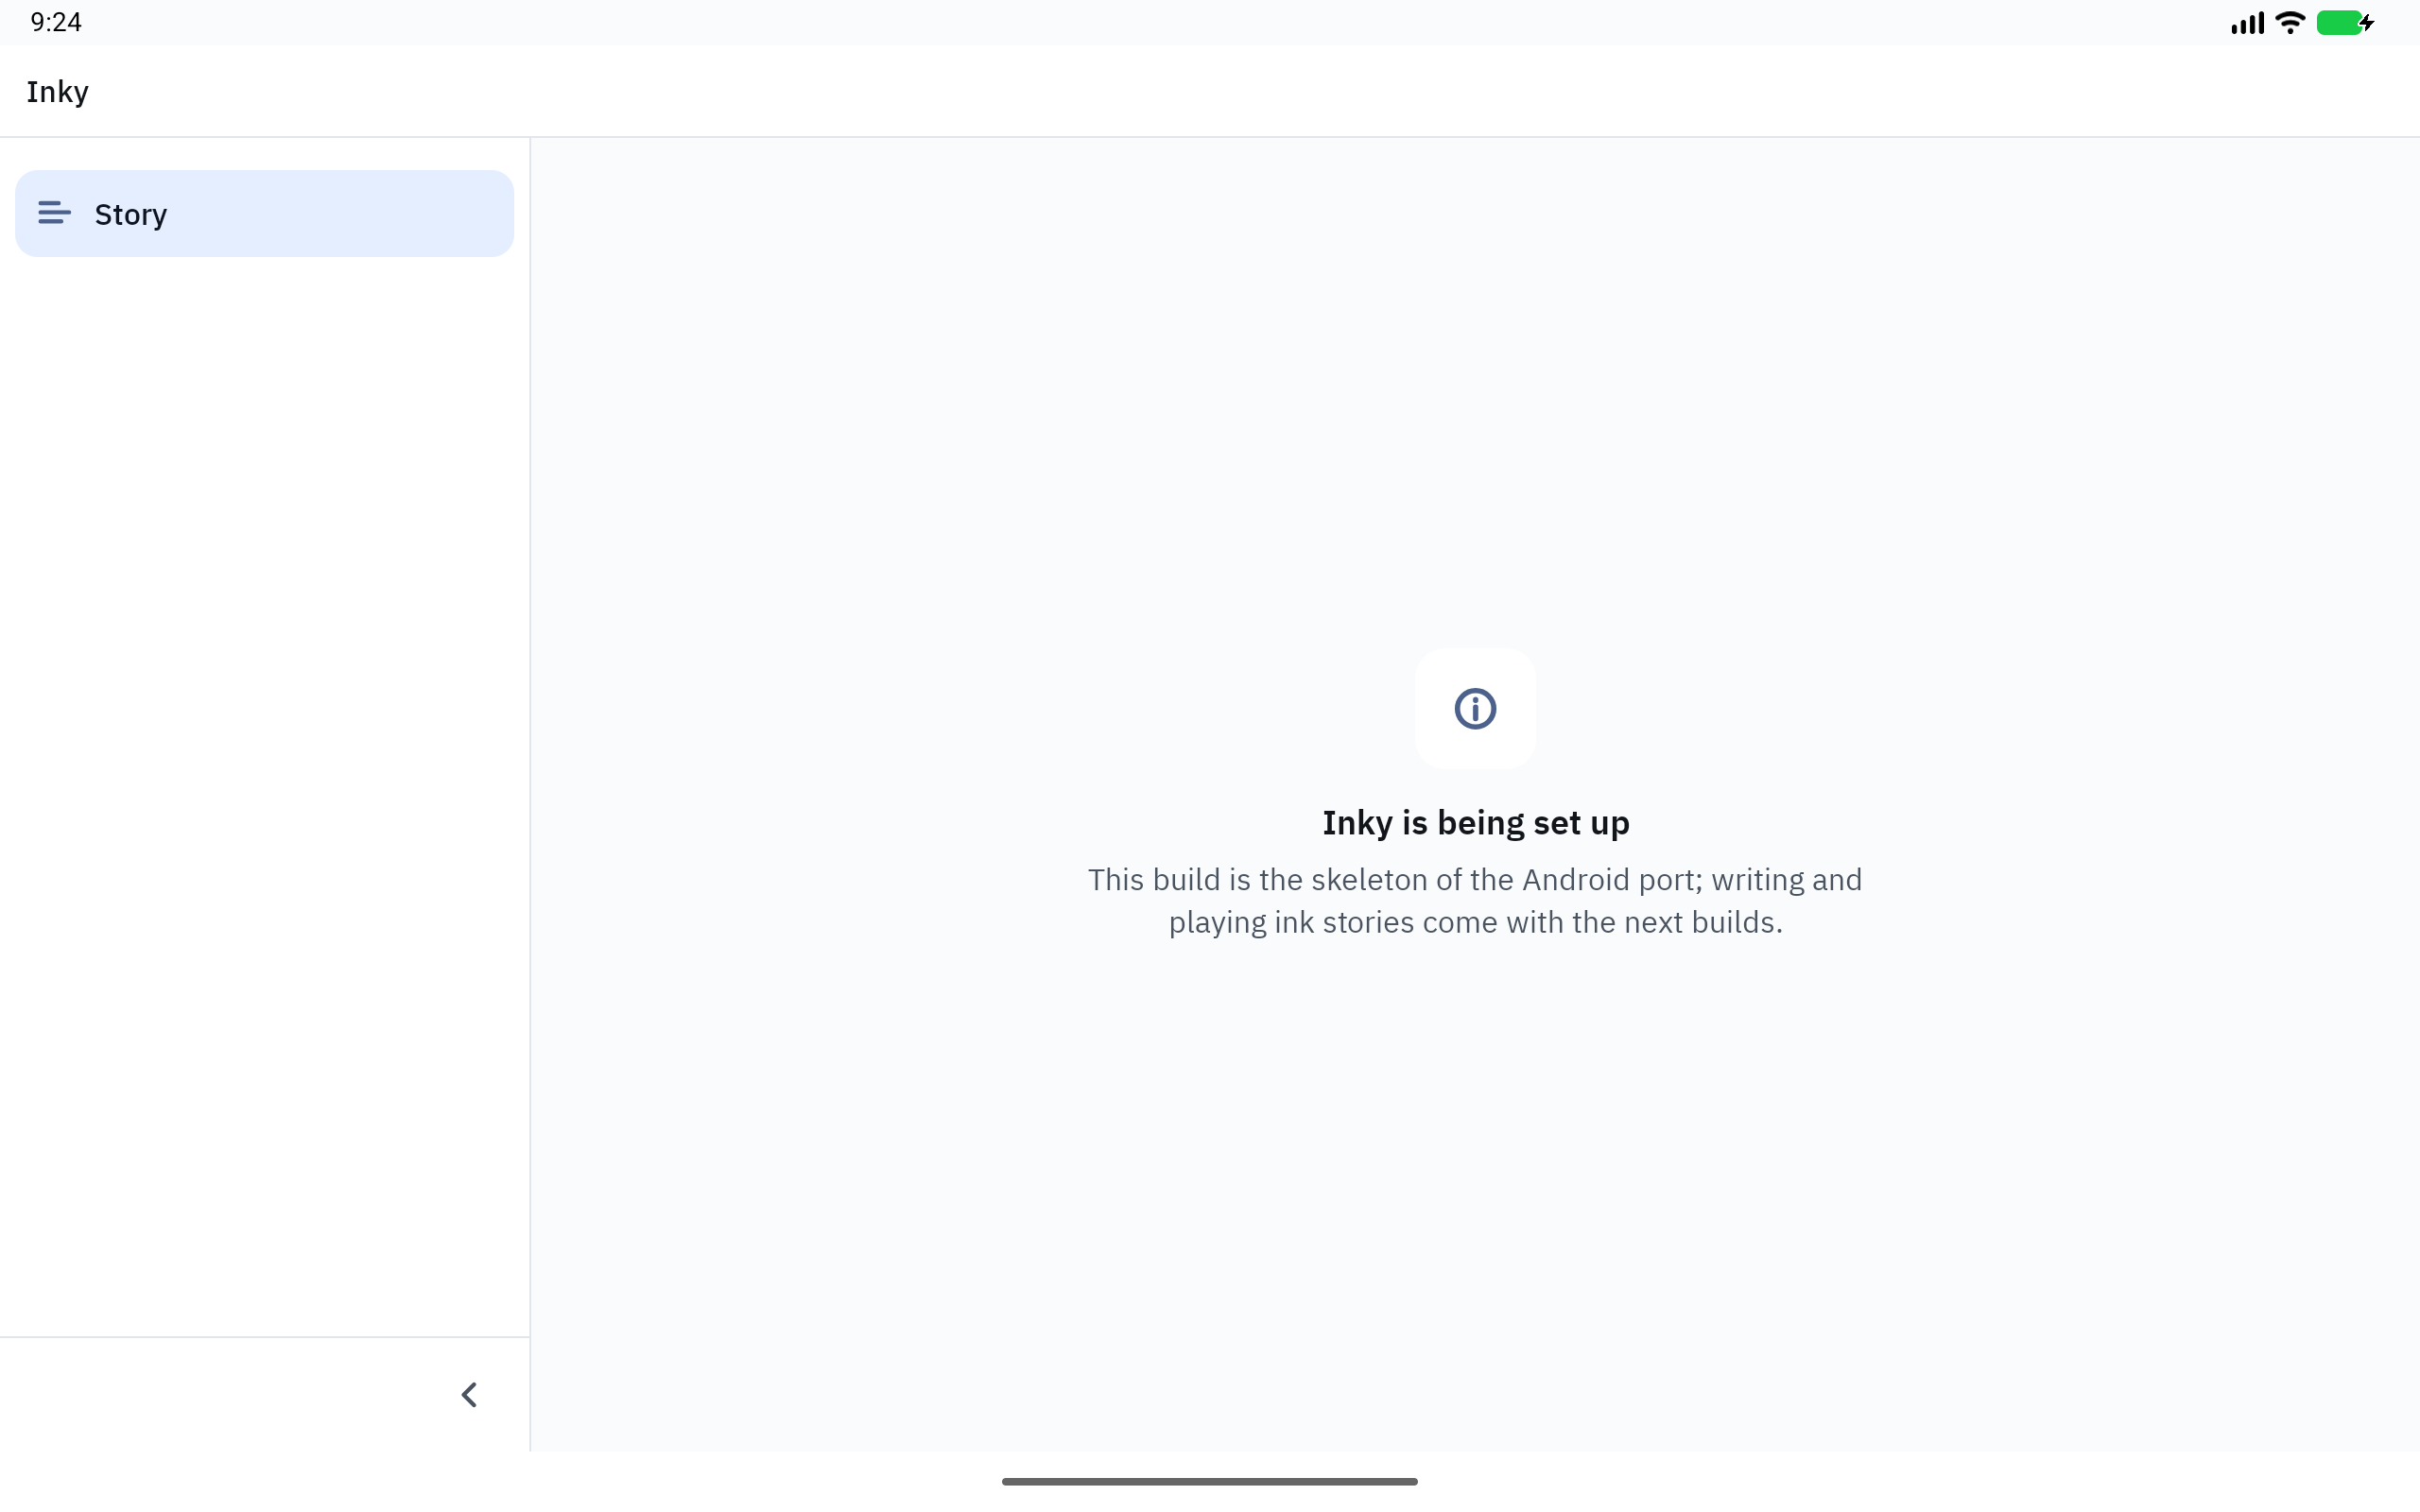 9:24
Inky
Story
Inky is being set up
This build is the skeleton of the Android port; writing and
playing ink stories come with the next builds.